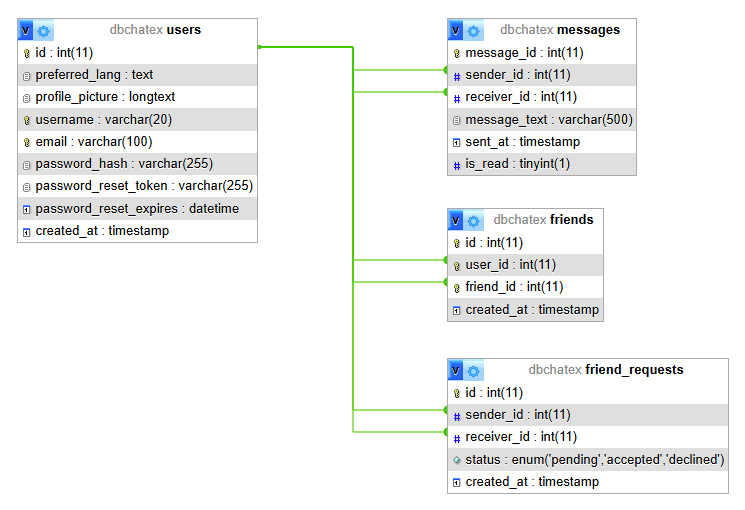 v dbchatex users
id : int(11)
preferred_lang : text
profile_picture : longtext
username : varchar(20)
email : varchar(100)
password_hash : varchar(255)
password_reset_token : varchar(255)
password_reset_expires : datetime
created_at : timestamp
v dbchatex messages
message_id : int(11)
# sender_id : int(11)
# receiver_id : int(11)
message_text : varchar(500)
sent_at : timestamp
# is_read : tinyint(1)
v dbchatex friends
id : int(11)
user_id : int(11)
friend_id : int(11)
created_at : timestamp
v dbchatex friend_requests
id : int(11)
# sender_id : int(11)
# receiver_id : int(11)
status : enum('pending','accepted','declined')
created_at : timestamp